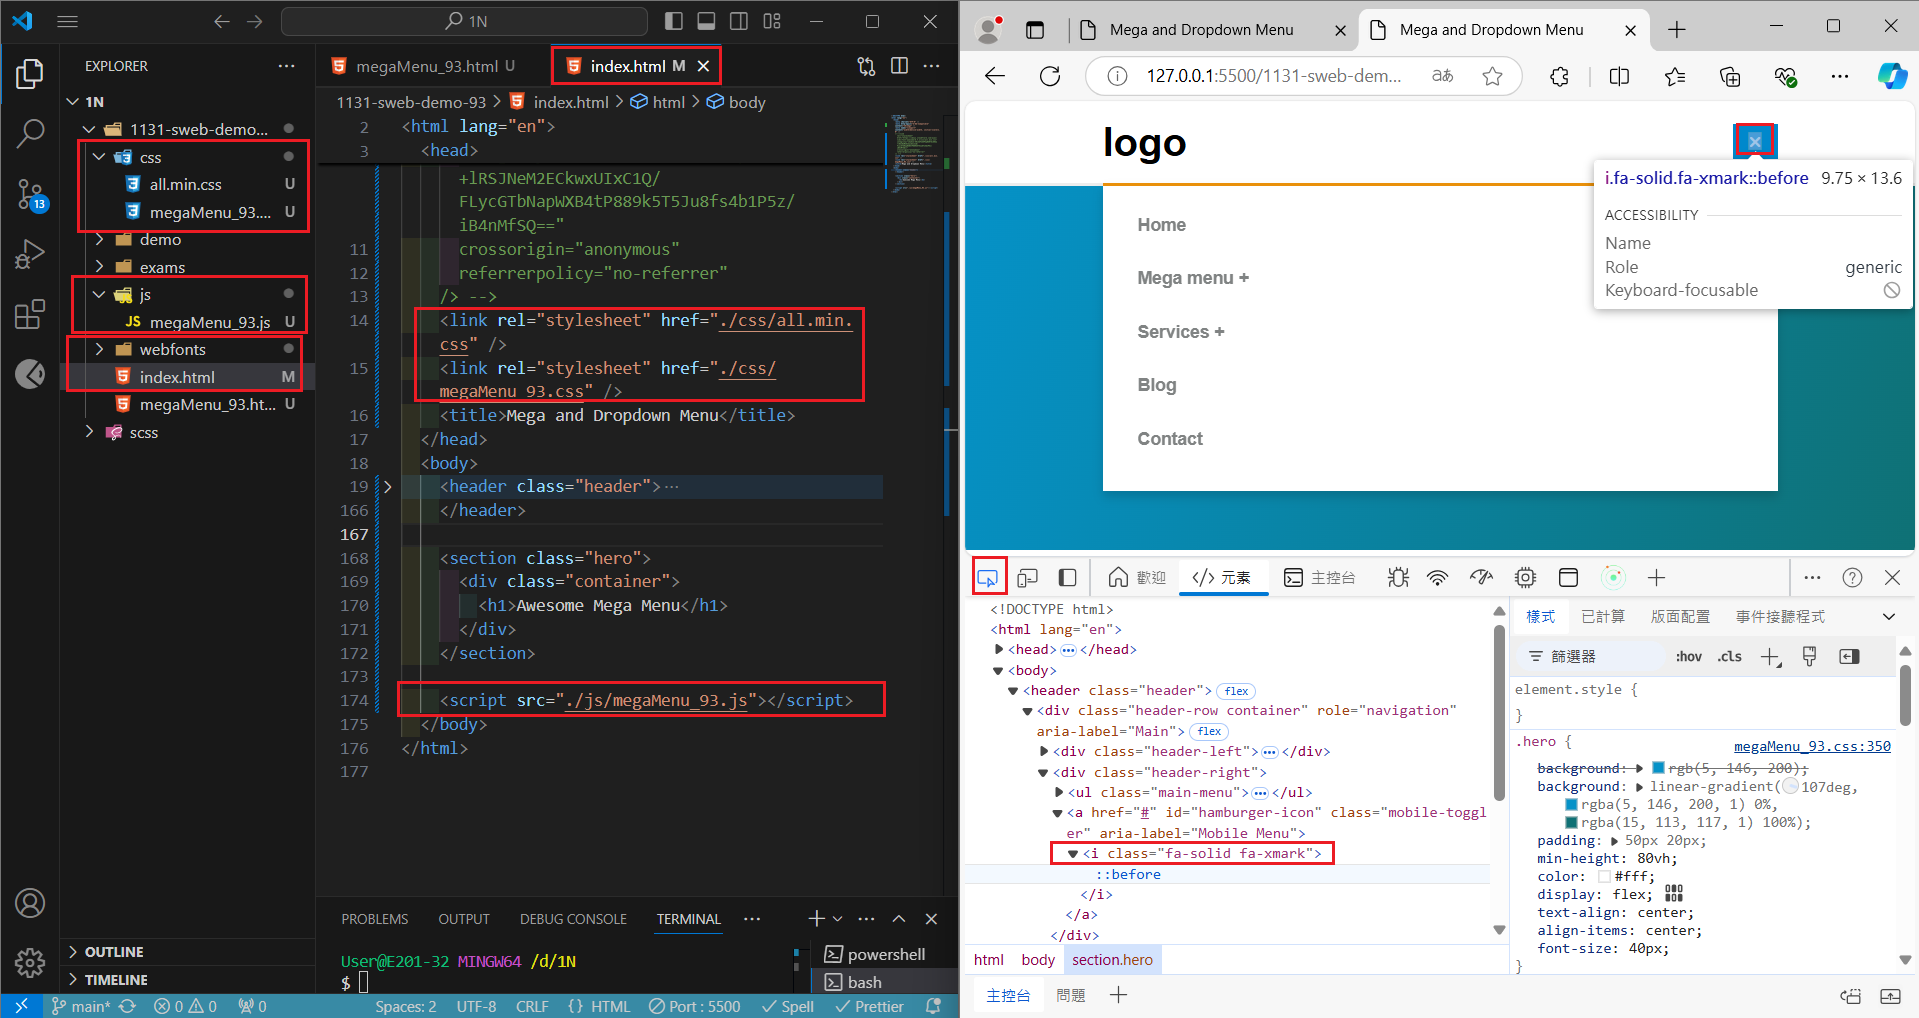 1N
EXPLORER
1N
1131-sweb-demo...
css
all.min.css U
megaMenu_93.... U
demo
exams
js
JS megaMenu_93.js U
webfonts
index.html M
megaMenu_93.ht... U
scss
13
OUTLINE
TIMELINE
megaMenu_93.html U
index.html M
1131-sweb-demo-93 > index.html > html > body
2 <html lang="en">
3 <head>
+lRSJNeM2ECkwxUIxC1Q/
FLycGTbNapWXB4tP889k5T5Ju8fs4b1P5z/
iB4nMfSQ=="
11 crossorigin="anonymous"
12 referrerpolicy="no-referrer"
13 /> -->
14 <link rel="stylesheet" href="./css/all.min.
css" />
15 <link rel="stylesheet" href="./css/
megaMenu_93.css" />
16 <title>Mega and Dropdown Menu</title>
17 </head>
18 <body>
19 <header class="header">...
166 </header>
167
168 <section class="hero">
169 <div class="container">
170 <h1>Awesome Mega Menu</h1>
171 </div>
172 </section>
173
174 <script src="./js/megaMenu_93.js"></script>
175 </body>
176 </html>
177
PROBLEMS OUTPUT DEBUG CONSOLE TERMINAL
User@E201-32 MINGW64 /d/1N
$
powershell
bash
main* 0 0 0 Spaces: 2 UTF-8 CRLF {} HTML Port : 5500 Spell Prettier
Mega and Dropdown Menu
Mega and Dropdown Menu
127.0.0.1:5500/1131-sweb-dem... aあ
logo
i.fa-solid.fa-xmark::before 9.75 × 13.6
ACCESSIBILITY
Name
Role generic
Keyboard-focusable
Home
Mega menu +
Services +
Blog
Contact
歡迎 </> 元素 主控台
<!DOCTYPE html>
<html lang="en">
<head>...</head>
<body>
<header class="header"> flex
<div class="header-row container" role="navigation"
aria-label="Main"> flex
<div class="header-left">...</div>
<div class="header-right">
<ul class="main-menu">...</ul>
<a href="#" id="hamburger-icon" class="mobile-toggl
er" aria-label="Mobile Menu">
<i class="fa-solid fa-xmark">
::before
</i>
</a>
</div>
html body section.hero
樣式 已計算 版面配置 事件接聽程式
篩選器 :hov .cls
element.style {
}
.hero { megaMenu_93.css:350
background: rgb(5, 146, 200);
background: linear-gradient(107deg,
rgba(5, 146, 200, 1) 0%,
rgba(15, 113, 117, 1) 100%);
padding: 50px 20px;
min-height: 80vh;
color: #fff;
display: flex;
text-align: center;
align-items: center;
font-size: 40px;
}
主控台 問題